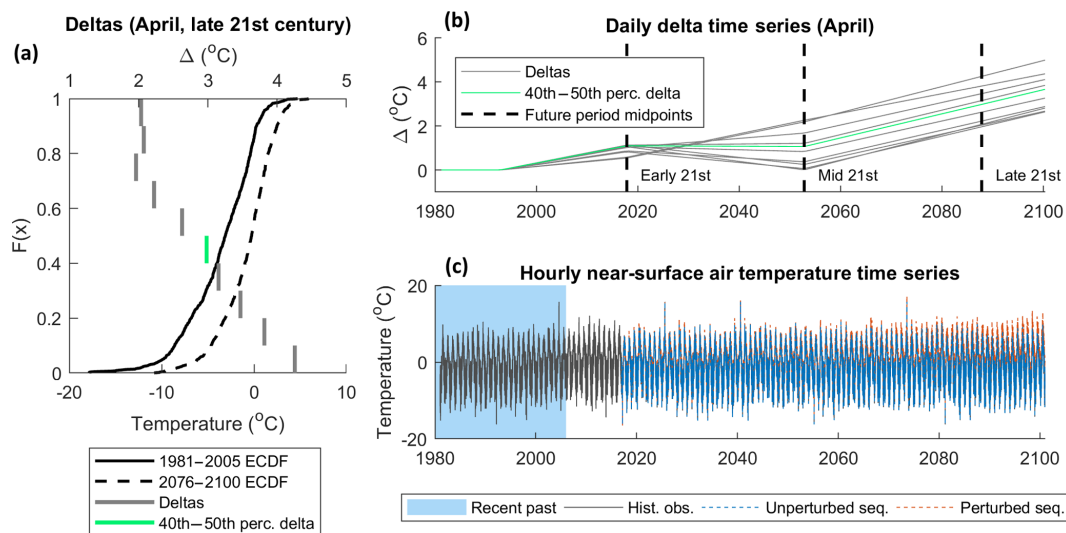 Deltas (April, late 21st century)
(a)
Δ (°C)
1 2 3 4 5
1
0.8
0.6
0.4
0.2
0
F(x)
-20 -10 0 10
Temperature (°C)
1981–2005 ECDF
2076–2100 ECDF
Deltas
40th–50th perc. delta
(b)
Daily delta time series (April)
6
4
2
0
Δ (°C)
Deltas
40th–50th perc. delta
Future period midpoints
Early 21st
Mid 21st
Late 21st
1980 2000 2020 2040 2060 2080 2100
(c)
Hourly near-surface air temperature time series
20
0
-20
Temperature (°C)
1980 2000 2020 2040 2060 2080 2100
Recent past
Hist. obs.
Unperturbed seq.
Perturbed seq.